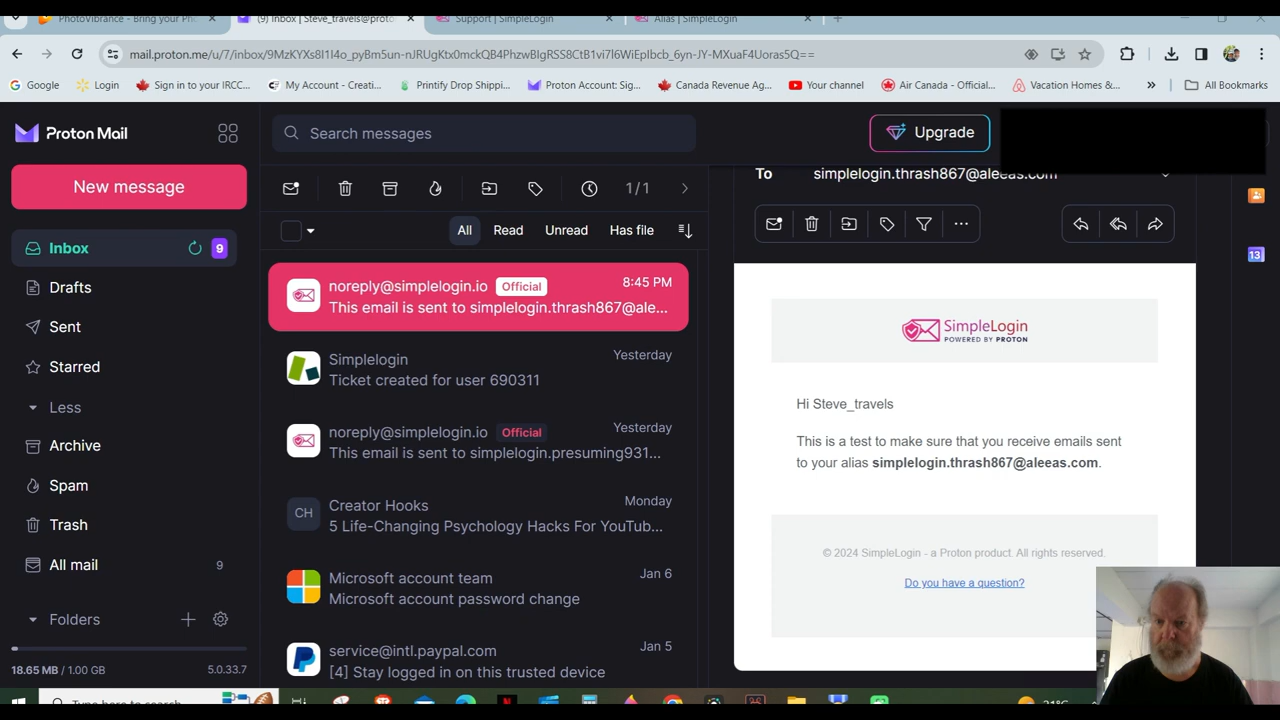 PhotoVibrance - Bring your Pho
(9) Inbox | Steve_travels@proto
Support | SimpleLogin
Alias | SimpleLogin
mail.proton.me/u/7/inbox/9MzKYXs8I1I4o_pyBm5un-nJRUgKtx0mckQB4PhzwBlgRSS8CtB1vi7l6WiEpIbcb_6yn-JY-MXuaF4Uoras5Q==
Google
Login
Sign in to your IRCC...
My Account - Creati...
Printify Drop Shippi...
Proton Account: Sig...
Canada Revenue Ag...
Your channel
Air Canada - Official...
Vacation Homes &...
All Bookmarks
Proton Mail
Search messages
Upgrade
New message
1/1
To simplelogin.thrash867@aleeas.com
Inbox 9
All Read Unread Has file
13
Drafts
noreply@simplelogin.io Official 8:45 PM
This email is sent to simplelogin.thrash867@ale...
Sent
SimpleLogin
POWERED BY PROTON
Starred
Simplelogin Yesterday
Ticket created for user 690311
Less
Hi Steve_travels
Archive
noreply@simplelogin.io Official Yesterday
This email is sent to simplelogin.presuming931...
This is a test to make sure that you receive emails sent
to your alias simplelogin.thrash867@aleeas.com.
Spam
Creator Hooks Monday
CH
5 Life-Changing Psychology Hacks For YouTub...
Trash
© 2024 SimpleLogin - a Proton product. All rights reserved.
All mail 9
Microsoft account team Jan 6
Microsoft account password change
Do you have a question?
Folders
service@intl.paypal.com Jan 5
[4] Stay logged in on this trusted device
18.65 MB / 1.00 GB 5.0.33.7
Type here to search
21°C